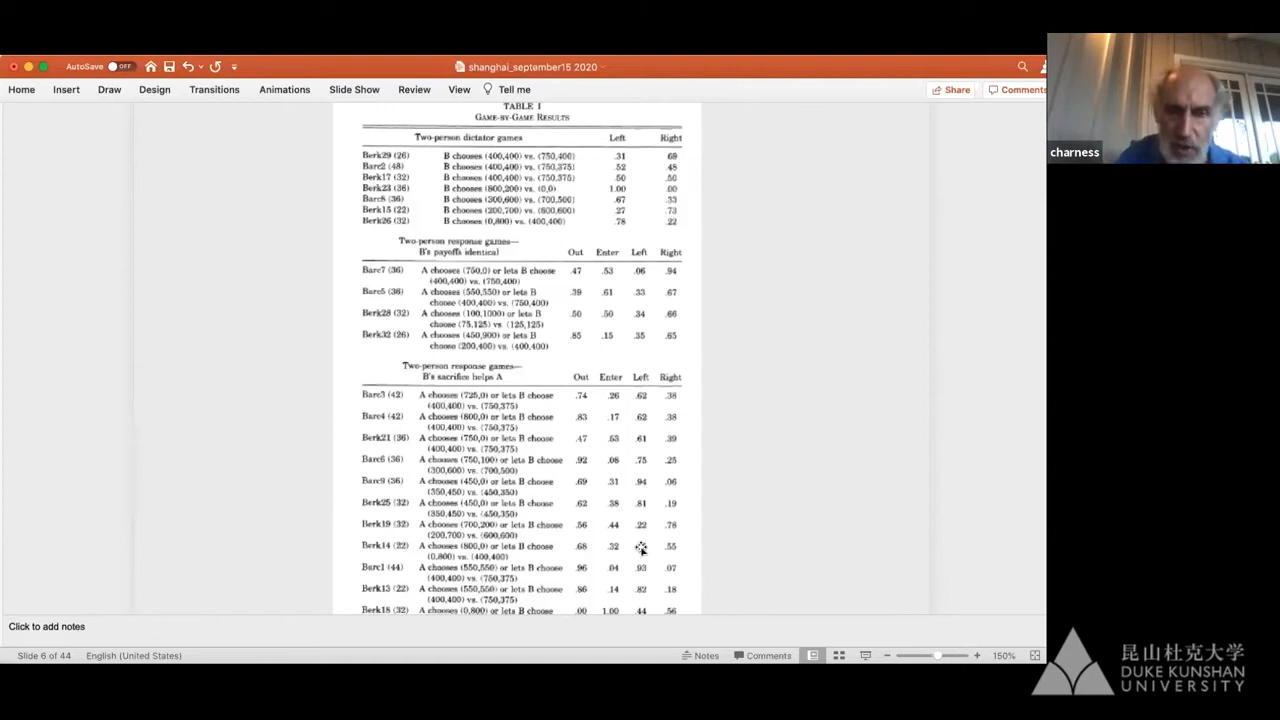 AutoSave OFF
shanghai_september15 2020
Home Insert Draw Design Transitions Animations Slide Show Review View Tell me Share Comments
charness
TABLE I
GAME-BY-GAME RESULTS
Two-person dictator games Left Right
Berk29 (26) B chooses (400,400) vs. (750,400) .31 .69
Barc2 (48) B chooses (400,400) vs. (750,375) .52 .48
Berk17 (32) B chooses (400,400) vs. (750,375) .50 .50
Berk23 (36) B chooses (800,200) vs. (0,0) 1.00 .00
Barc8 (36) B chooses (300,600) vs. (700,500) .67 .33
Berk15 (22) B chooses (200,700) vs. (600,600) .27 .73
Berk26 (32) B chooses (0,800) vs. (400,400) .78 .22
Two-person response games—
B's payoffs identical Out Enter Left Right
Barc7 (36) A chooses (750,0) or lets B choose .47 .53 .06 .94
(400,400) vs. (750,400)
Barc5 (36) A chooses (550,550) or lets B .39 .61 .33 .67
choose (400,400) vs. (750,400)
Berk28 (32) A chooses (100,1000) or lets B .50 .50 .34 .66
choose (75,125) vs. (125,125)
Berk32 (26) A chooses (450,900) or lets B .85 .15 .35 .65
choose (200,400) vs. (400,400)
Two-person response games—
B's sacrifice helps A Out Enter Left Right
Barc3 (42) A chooses (725,0) or lets B choose .74 .26 .62 .38
(400,400) vs. (750,375)
Barc4 (42) A chooses (800,0) or lets B choose .83 .17 .62 .38
(400,400) vs. (750,375)
Berk21 (36) A chooses (750,0) or lets B choose .47 .53 .61 .39
(400,400) vs. (750,375)
Barc6 (36) A chooses (750,100) or lets B choose .92 .08 .75 .25
(300,600) vs. (700,500)
Barc9 (36) A chooses (450,0) or lets B choose .69 .31 .94 .06
(350,450) vs. (450,350)
Berk25 (32) A chooses (450,0) or lets B choose .62 .38 .81 .19
(350,450) vs. (450,350)
Berk19 (32) A chooses (700,200) or lets B choose .56 .44 .22 .78
(200,700) vs. (600,600)
Berk14 (22) A chooses (800,0) or lets B choose .68 .32 .55
(0,800) vs. (400,400)
Barc1 (44) A chooses (550,550) or lets B choose .96 .04 .93 .07
(400,400) vs. (750,375)
Berk13 (22) A chooses (550,550) or lets B choose .86 .14 .82 .18
(400,400) vs. (750,375)
Berk18 (32) A chooses (0,800) or lets B choose .00 1.00 .44 .56
Click to add notes
Slide 6 of 44 English (United States) Notes Comments 150%
昆山杜克大学
DUKE KUNSHAN
UNIVERSITY